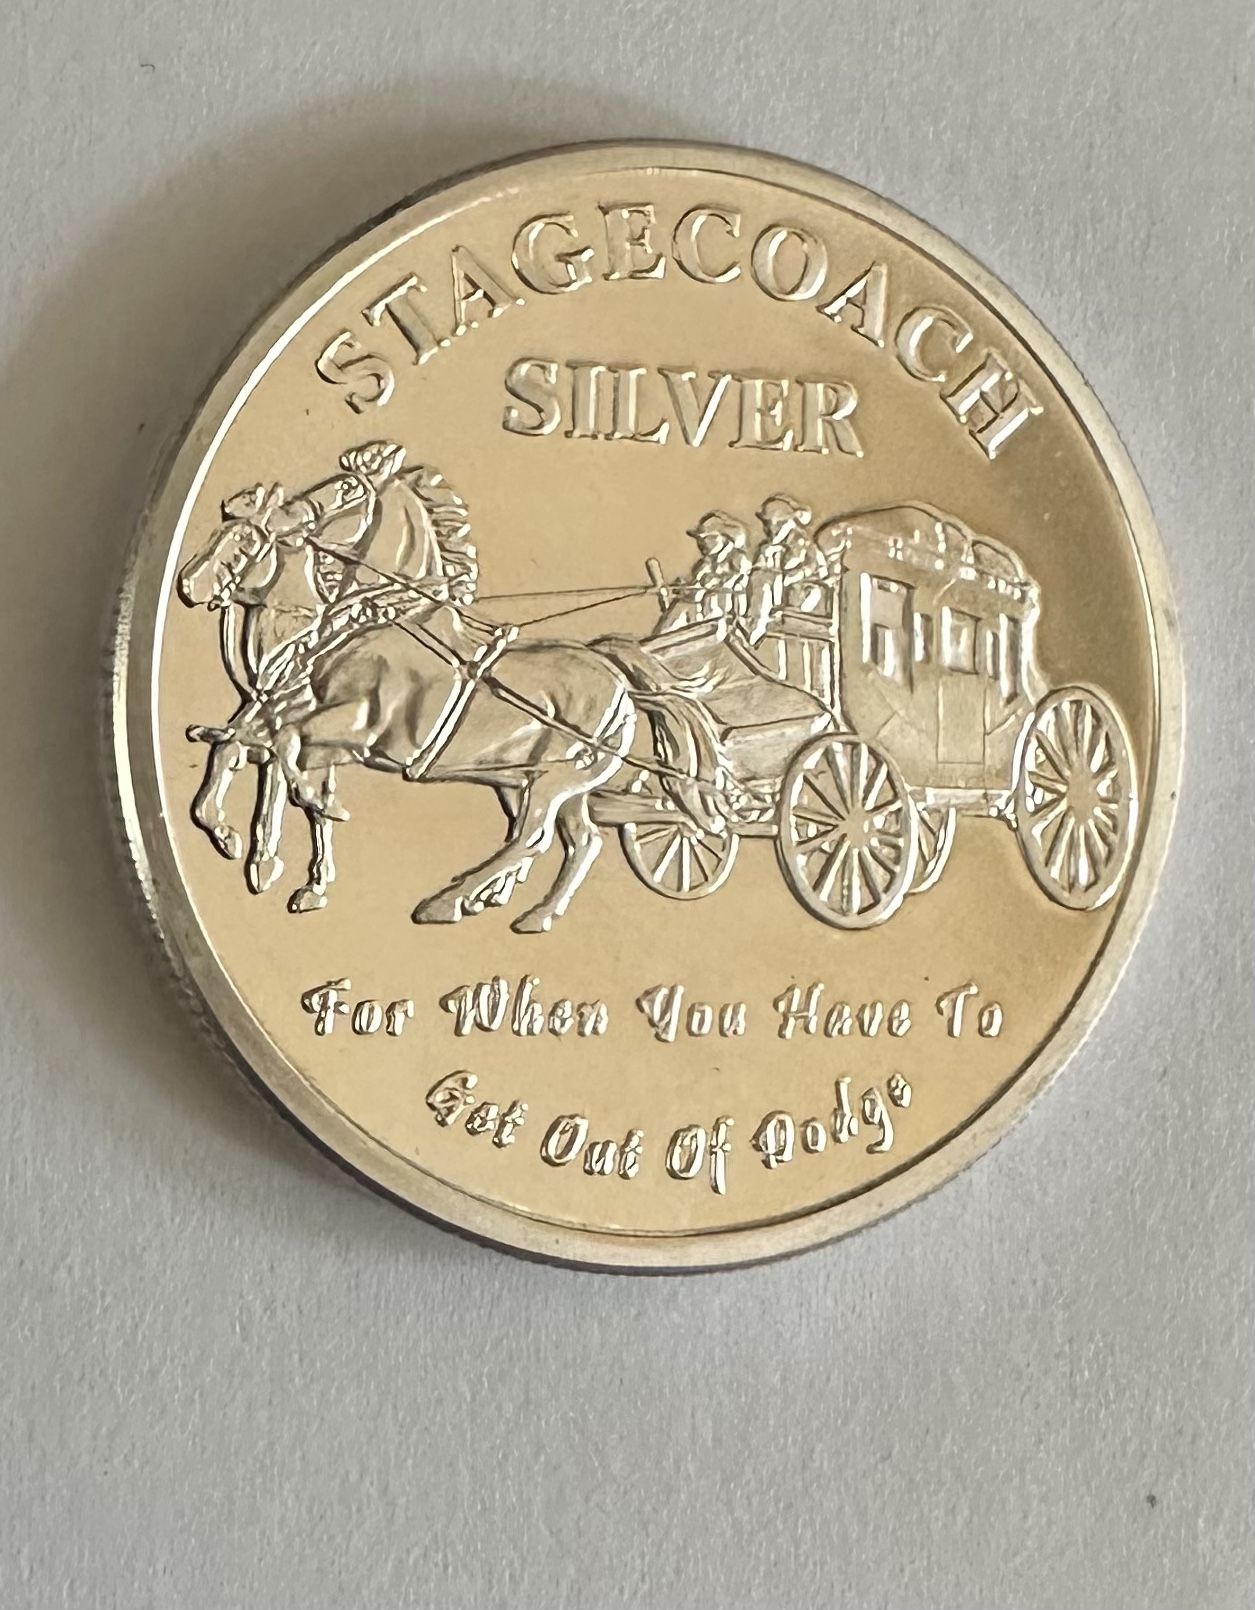 STAGECOACH
SILVER
For When You Have To
Get Out Of Dodge